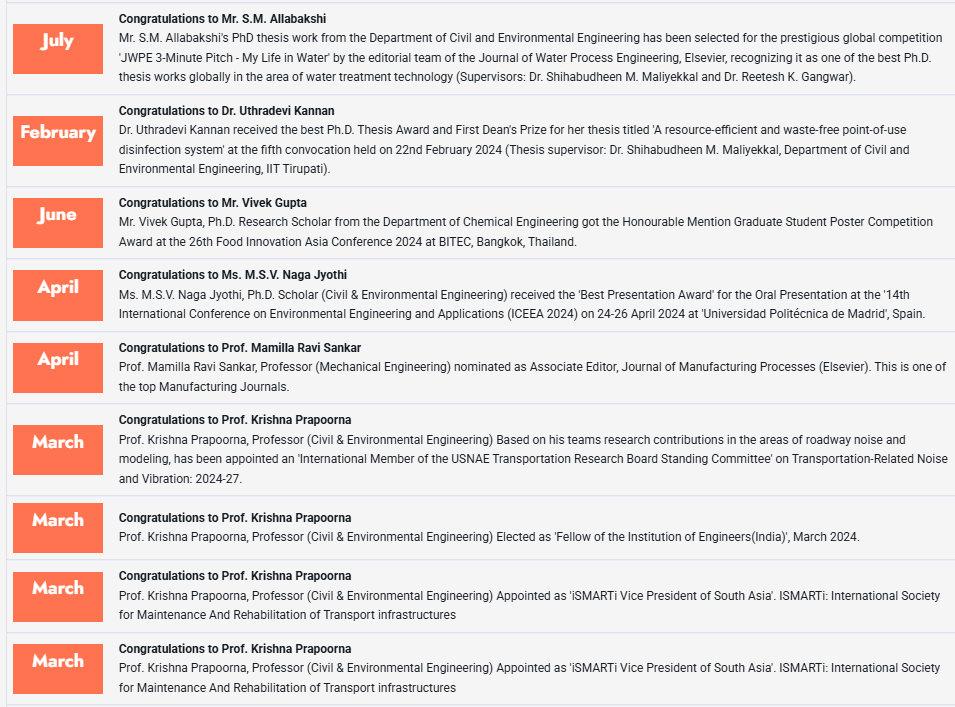 July
Congratulations to Mr. S.M. Allabakshi
Mr. S.M. Allabakshi's PhD thesis work from the Department of Civil and Environmental Engineering has been selected for the prestigious global competition
'JWPE 3-Minute Pitch - My Life in Water' by the editorial team of the Journal of Water Process Engineering, Elsevier, recognizing it as one of the best Ph.D.
thesis works globally in the area of water treatment technology (Supervisors: Dr. Shihabudheen M. Maliyekkal and Dr. Reetesh K. Gangwar).
February
Congratulations to Dr. Uthradevi Kannan
Dr. Uthradevi Kannan received the best Ph.D. Thesis Award and First Dean's Prize for her thesis titled 'A resource-efficient and waste-free point-of-use
disinfection system' at the fifth convocation held on 22nd February 2024 (Thesis supervisor: Dr. Shihabudheen M. Maliyekkal, Department of Civil and
Environmental Engineering, IIT Tirupati).
June
Congratulations to Mr. Vivek Gupta
Mr. Vivek Gupta, Ph.D. Research Scholar from the Department of Chemical Engineering got the Honourable Mention Graduate Student Poster Competition
Award at the 26th Food Innovation Asia Conference 2024 at BITEC, Bangkok, Thailand.
April
Congratulations to Ms. M.S.V. Naga Jyothi
Ms. M.S.V. Naga Jyothi, Ph.D. Scholar (Civil & Environmental Engineering) received the 'Best Presentation Award' for the Oral Presentation at the '14th
International Conference on Environmental Engineering and Applications (ICEEA 2024) on 24-26 April 2024 at 'Universidad Politécnica de Madrid', Spain.
April
Congratulations to Prof. Mamilla Ravi Sankar
Prof. Mamilla Ravi Sankar, Professor (Mechanical Engineering) nominated as Associate Editor, Journal of Manufacturing Processes (Elsevier). This is one of
the top Manufacturing Journals.
March
Congratulations to Prof. Krishna Prapoorna
Prof. Krishna Prapoorna, Professor (Civil & Environmental Engineering) Based on his teams research contributions in the areas of roadway noise and
modeling, has been appointed an 'International Member of the USNAE Transportation Research Board Standing Committee' on Transportation-Related Noise
and Vibration: 2024-27.
March
Congratulations to Prof. Krishna Prapoorna
Prof. Krishna Prapoorna, Professor (Civil & Environmental Engineering) Elected as 'Fellow of the Institution of Engineers(India)', March 2024.
March
Congratulations to Prof. Krishna Prapoorna
Prof. Krishna Prapoorna, Professor (Civil & Environmental Engineering) Appointed as 'iSMARTi Vice President of South Asia'. ISMARTi: International Society
for Maintenance And Rehabilitation of Transport infrastructures
March
Congratulations to Prof. Krishna Prapoorna
Prof. Krishna Prapoorna, Professor (Civil & Environmental Engineering) Appointed as 'iSMARTi Vice President of South Asia'. ISMARTi: International Society
for Maintenance And Rehabilitation of Transport infrastructures